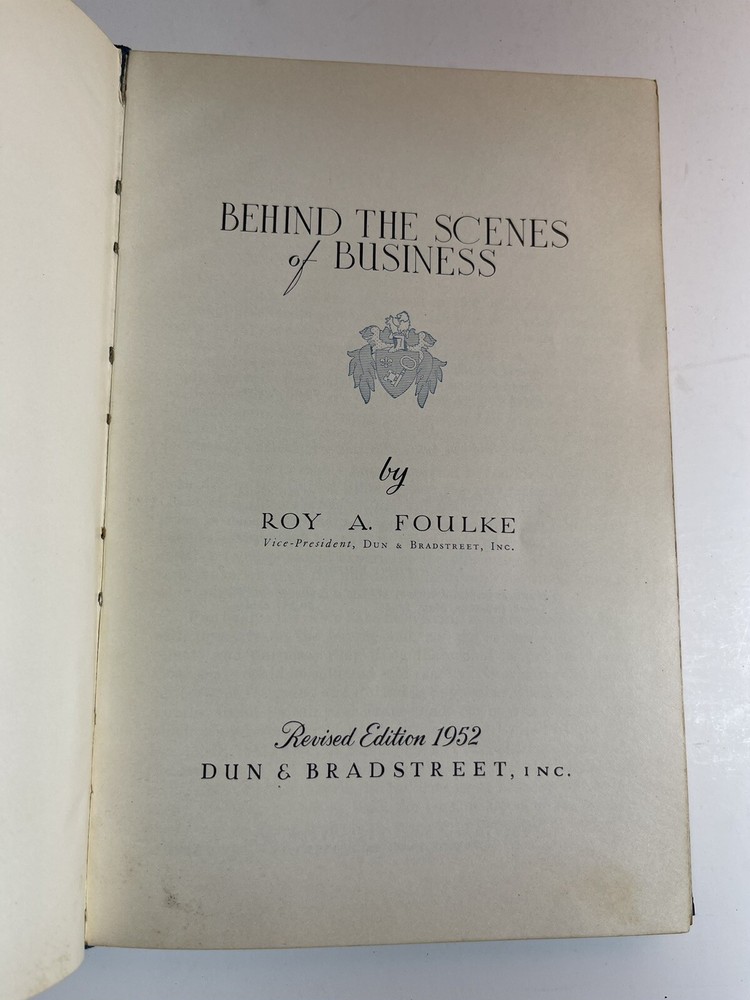 BEHIND THE SCENES
of BUSINESS
by
ROY A. FOULKE
Vice-President, DUN & BRADSTREET, INC.
Revised Edition 1952
DUN & BRADSTREET, INC.